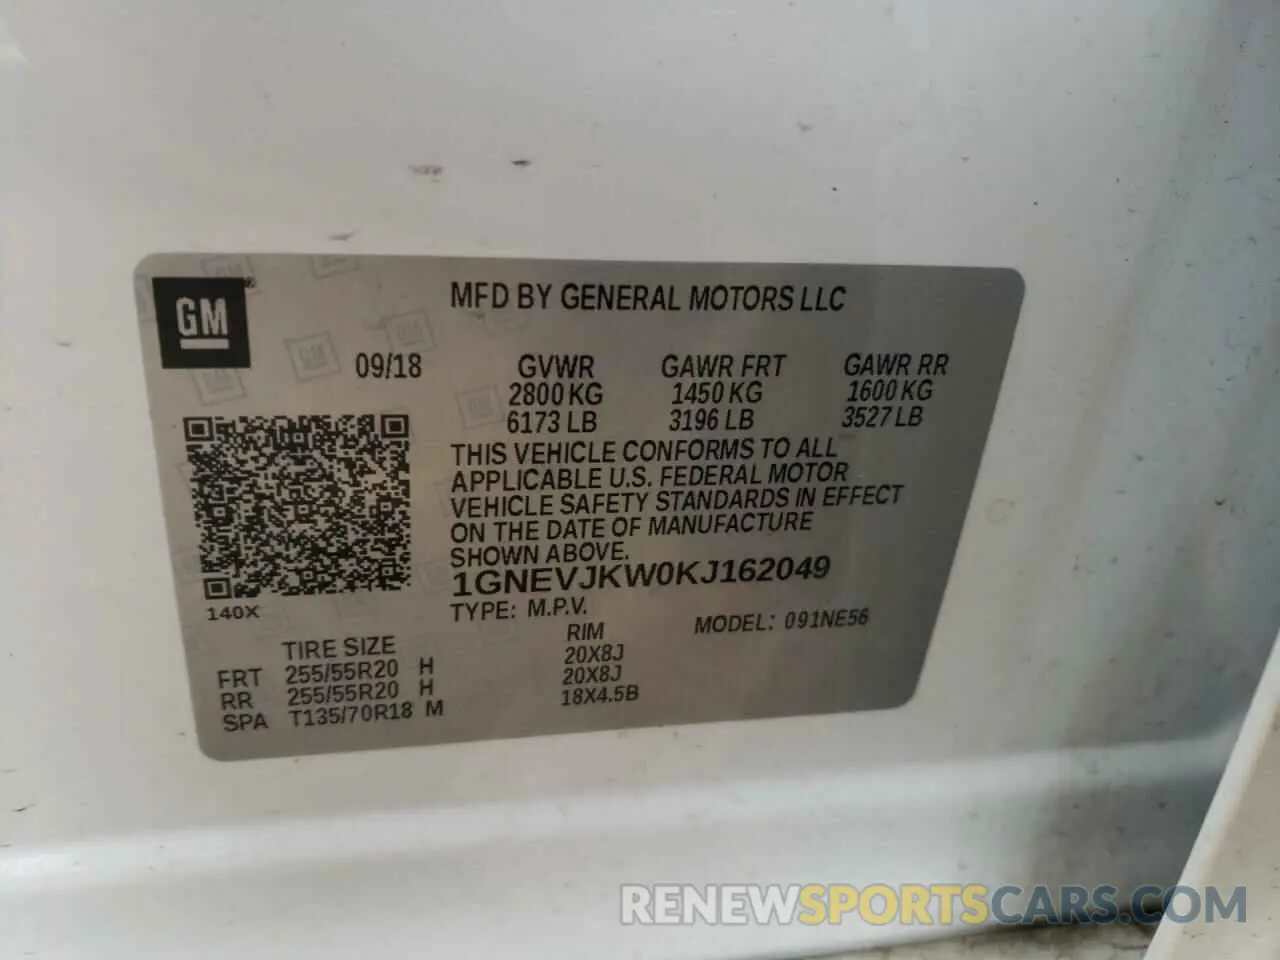 GM
MFD BY GENERAL MOTORS LLC
09/18 GVWR GAWR FRT GAWR RR
2800 KG 1450 KG 1600 KG
6173 LB 3196 LB 3527 LB
THIS VEHICLE CONFORMS TO ALL
APPLICABLE U.S. FEDERAL MOTOR
VEHICLE SAFETY STANDARDS IN EFFECT
ON THE DATE OF MANUFACTURE
SHOWN ABOVE.
1GNEVJKW0KJ162049
140X
TYPE: M.P.V. MODEL: 091NE56
TIRE SIZE RIM
FRT 255/55R20 H 20X8J
RR 255/55R20 H 20X8J
SPA T135/70R18 M 18X4.5B
RENEWSPORTSCARS.COM